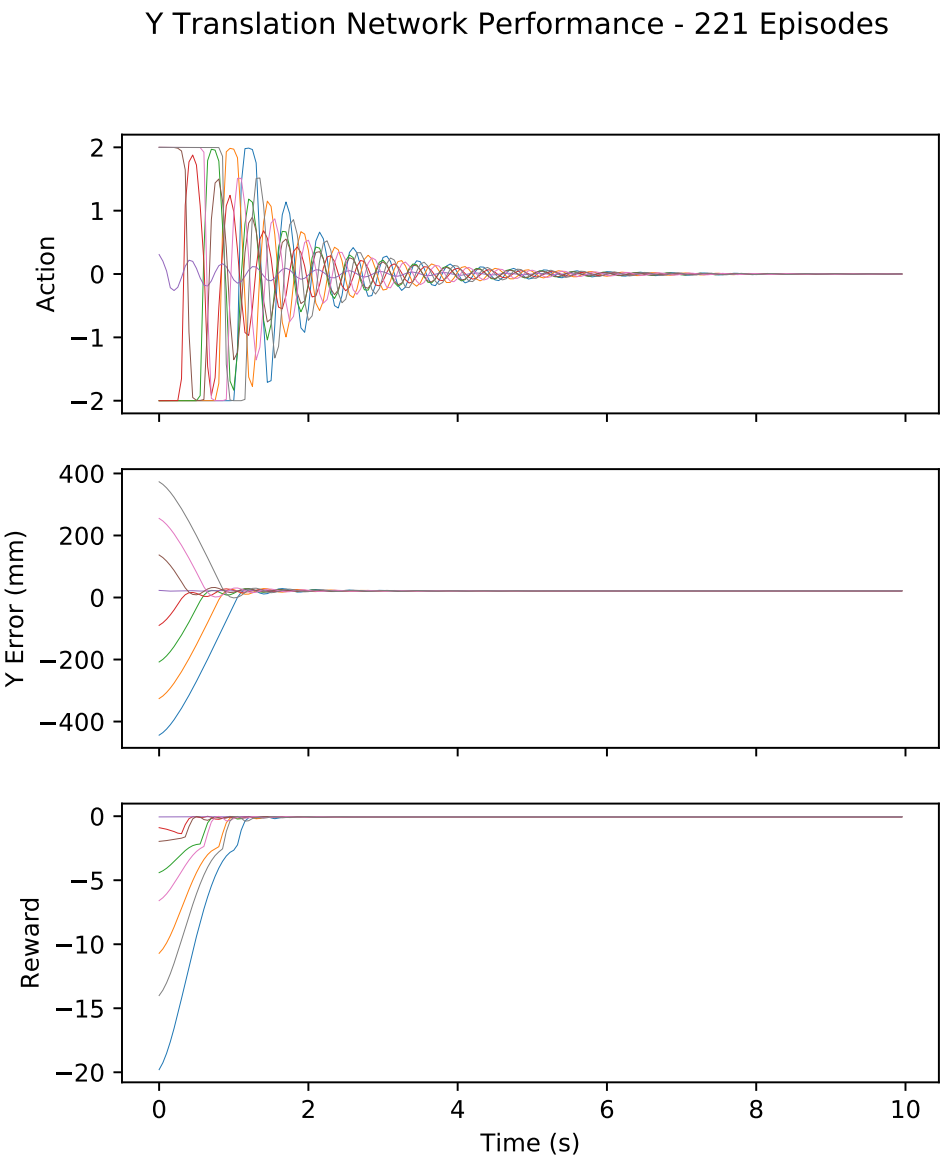 Y Translation Network Performance - 221 Episodes
2
1
0
−1
−2
Action
400
200
0
−200
−400
Y Error (mm)
0
−5
−10
−15
−20
Reward
0 2 4 6 8 10
Time (s)